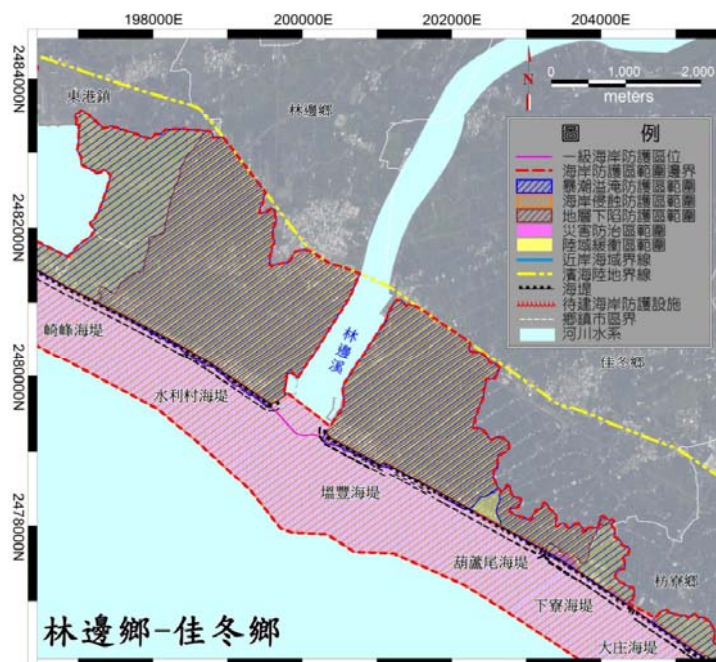 198000E
200000E
202000E
204000E
2484000N
2482000N
2480000N
2478000N
N
0 1,000 2,000
meters
東港鎮
林邊鄉
圖 例
一級海岸防護區位
海岸防護區範圍邊界
暴潮溢淹防護區範圍
海岸侵蝕防護區範圍
地層下陷防護區範圍
災害防治區範圍
陸域緩衝區範圍
近岸海域界線
濱海陸地界線
海堤
待建海岸防護設施
鄉鎮市區界
河川水系
林邊溪
佳冬鄉
崎峰海堤
水利村海堤
塭豐海堤
葫蘆尾海堤
枋寮鄉
下寮海堤
大庄海堤
林邊鄉-佳冬鄉